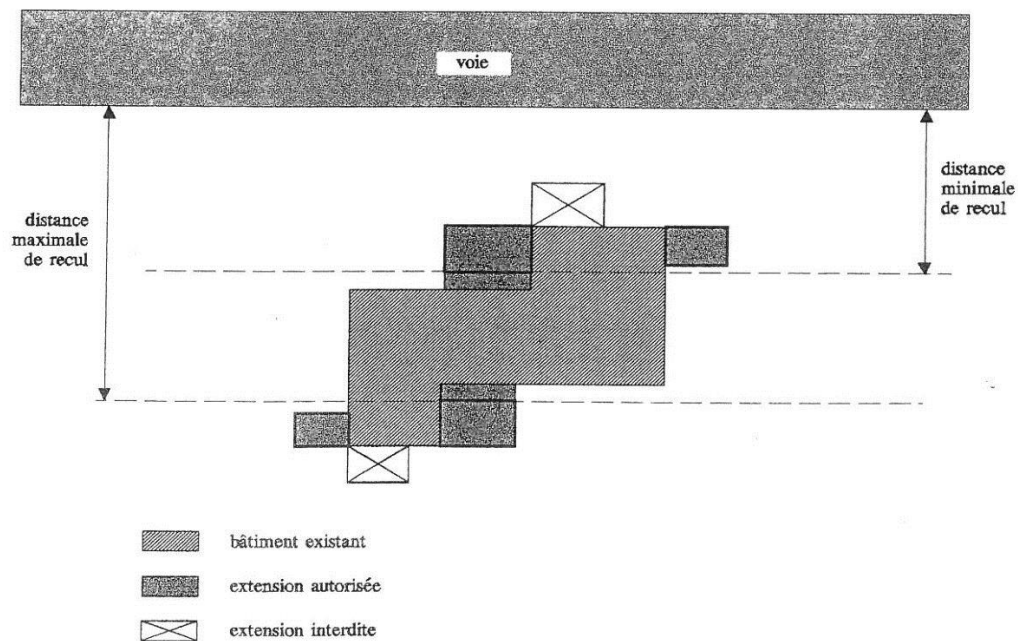 voie
distance
maximale
de recul
distance
minimale
de recul
bâtiment existant
extension autorisée
extension interdite